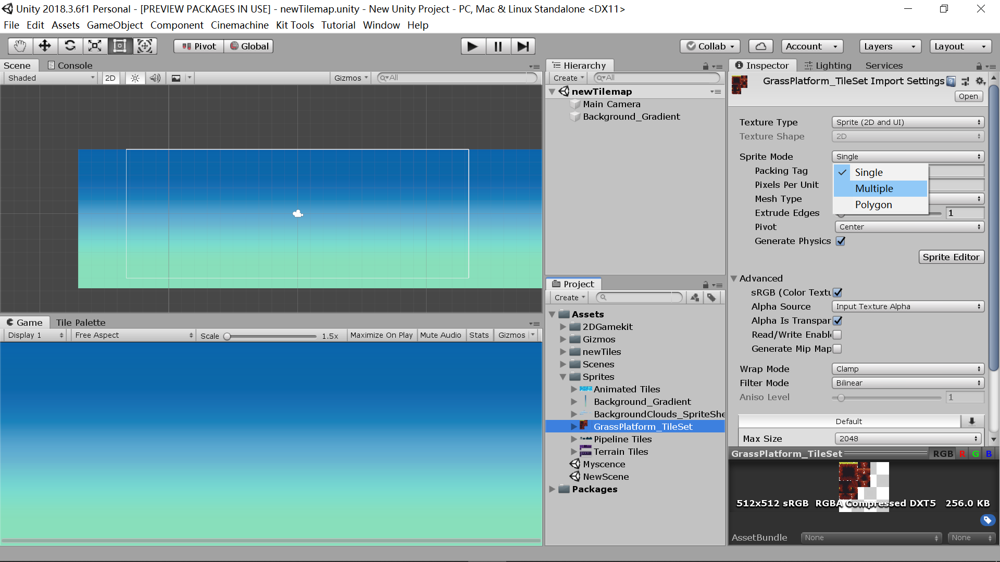 Unity 2018.3.6f1 Personal - [PREVIEW PACKAGES IN USE] - newTilemap.unity - New Unity Project - PC, Mac & Linux Standalone <DX11>
File Edit Assets GameObject Component Cinemachine Kit Tools Tutorial Window Help
Pivot Global Collab Account Layers Layout
Scene Console
Shaded 2D Gizmos All
Hierarchy
Create All
newTilemap
Main Camera
Background_Gradient
Game Tile Palette
Display 1 Free Aspect Scale 1.5x Maximize On Play Mute Audio Stats Gizmos
Project
Create
Assets
2DGamekit
Gizmos
newTiles
Scenes
Sprites
Animated Tiles
Background_Gradient
BackgroundClouds_SpriteShe
GrassPlatform_TileSet
Pipeline Tiles
Terrain Tiles
Myscence
NewScene
Packages
Inspector Lighting Services
GrassPlatform_TileSet Import Settings
Open
Texture Type Sprite (2D and UI)
Texture Shape 2D
Sprite Mode Single
Single
Multiple
Polygon
Packing Tag
Pixels Per Unit
Mesh Type
Extrude Edges 1
Pivot Center
Generate Physics
Sprite Editor
Advanced
sRGB (Color Textu
Alpha Source Input Texture Alpha
Alpha Is Transpar
Read/Write Enabl
Generate Mip Map
Wrap Mode Clamp
Filter Mode Bilinear
Aniso Level 1
Default
Max Size 2048
GrassPlatform_TileSet RGB R G B
512x512 sRGB RGBA Compressed DXT5 256.0 KB
AssetBundle None None